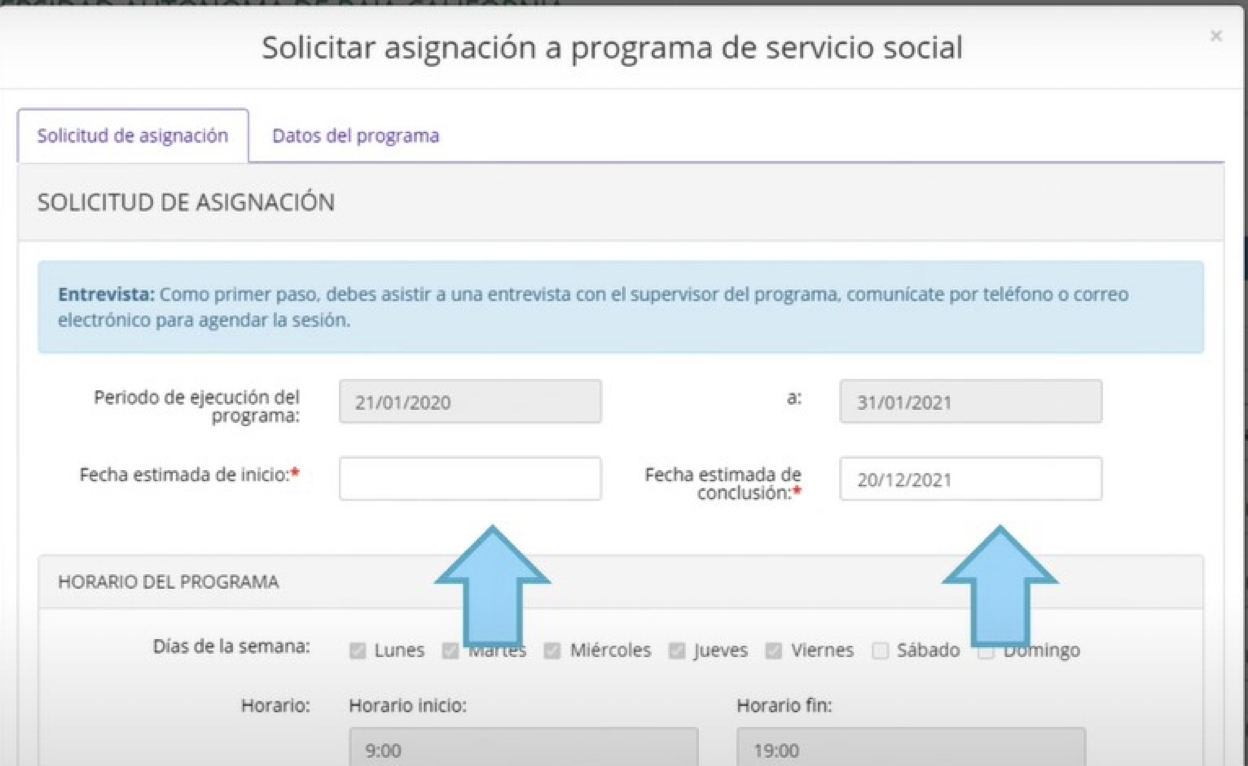 Solicitar asignación a programa de servicio social
×
Solicitud de asignación Datos del programa
SOLICITUD DE ASIGNACIÓN
Entrevista: Como primer paso, debes asistir a una entrevista con el supervisor del programa, comunícate por teléfono o correo
electrónico para agendar la sesión.
Periodo de ejecución del
programa:
21/01/2020
a:
31/01/2021
Fecha estimada de inicio:*
Fecha estimada de
conclusión:*
20/12/2021
HORARIO DEL PROGRAMA
Días de la semana: Lunes Martes Miércoles Jueves Viernes Sábado Domingo
Horario: Horario inicio: Horario fin:
9:00 19:00